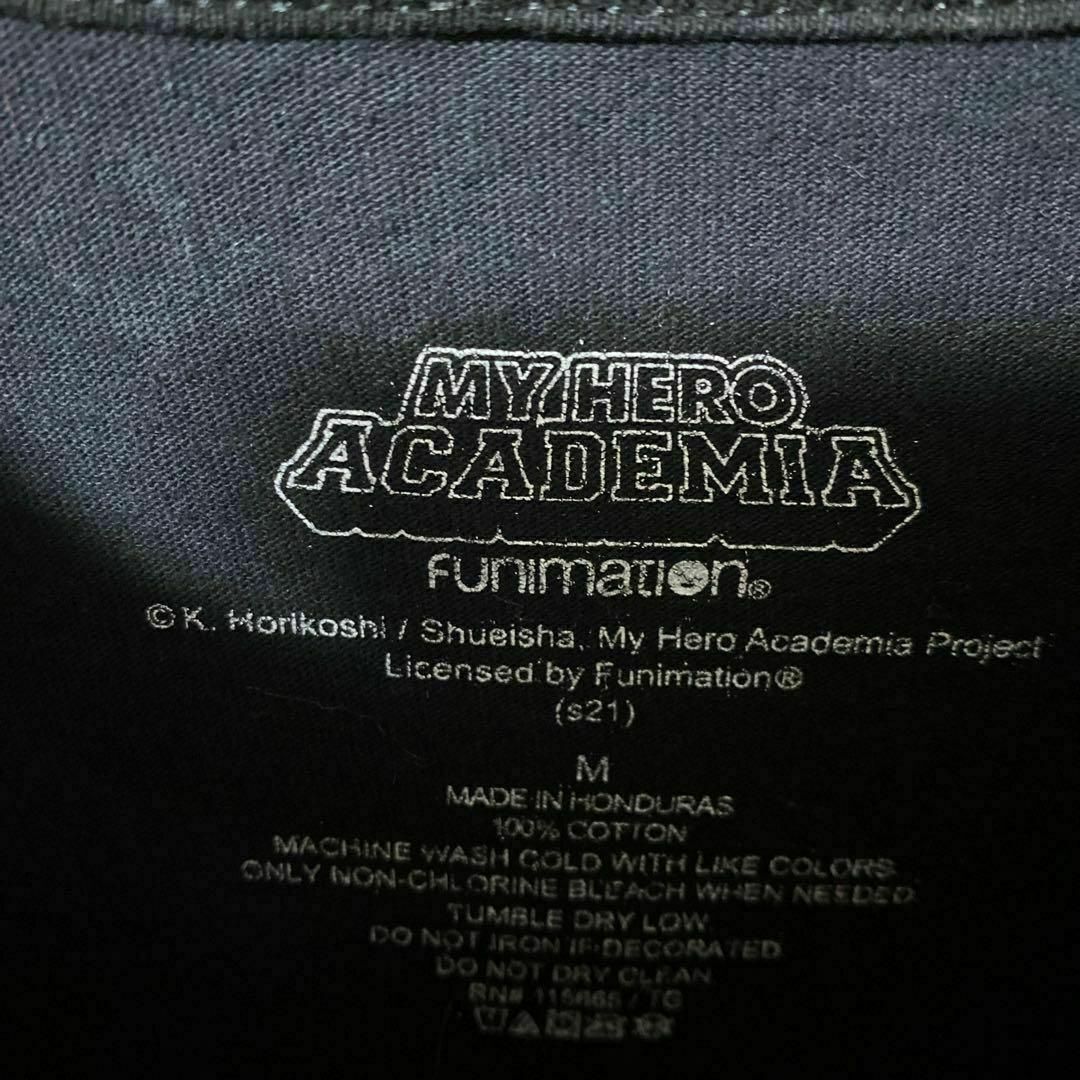 MY HERO
ACADEMIA
FUNIMATION®
© K. Horikoshi / Shueisha, My Hero Academia Project
Licensed by Funimation®
(s21)
M
MADE IN HONDURAS
100% COTTON
MACHINE WASH COLD WITH LIKE COLORS.
ONLY NON-CHLORINE BLEACH WHEN NEEDED.
TUMBLE DRY LOW
DO NOT IRON IF DECORATED.
DO NOT DRY CLEAN
RN# / TG